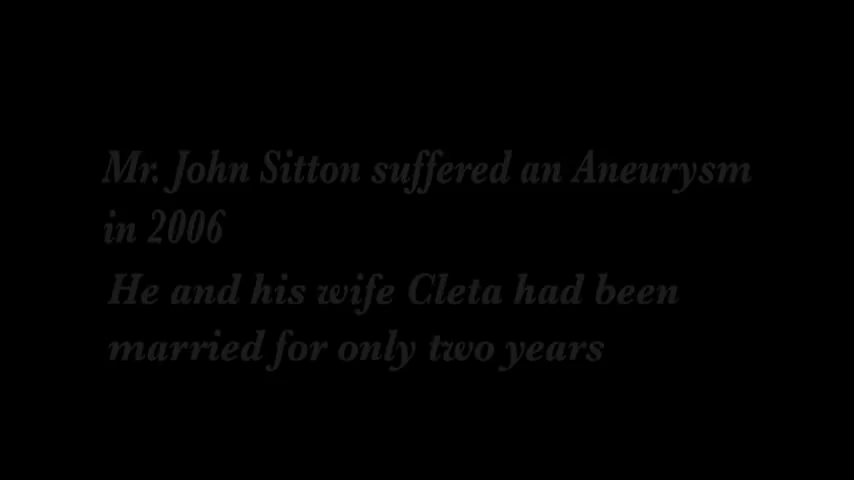 Mr. John Sitton suffered an Aneurysm
in 2006
He and his wife Cleta had been
married for only two years